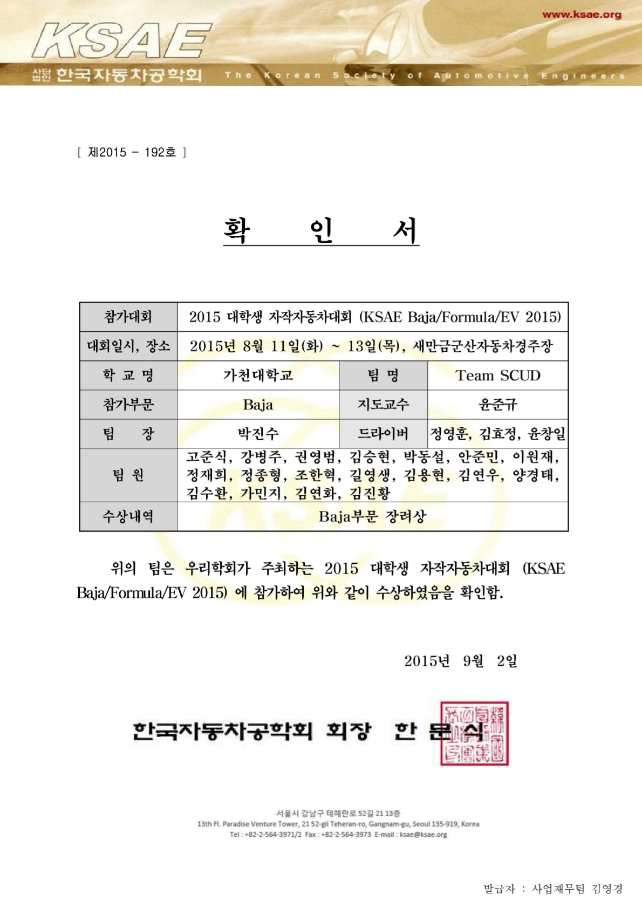 www.ksae.org
KSAE
사단법인 한국자동차공학회 The Korean Society of Automotive Engineers
[ 제2015 - 192호 ]
확 인 서
참가대회 2015 대학생 자작자동차대회 (KSAE Baja/Formula/EV 2015)
대회일시, 장소 2015년 8월 11일(화) ~ 13일(목), 새만금군산자동차경주장
학 교 명 가천대학교 팀 명 Team SCUD
참가부문 Baja 지도교수 윤준규
팀 장 박진수 드라이버 정영훈, 김효정, 윤창일
팀 원 고준식, 강병주, 권영범, 김승현, 박동설, 안준민, 이원재,
정재희, 정종형, 조한혁, 길영생, 김용현, 김연우, 양경태,
김수환, 가민지, 김연화, 김진황
수상내역 Baja부문 장려상
위의 팀은 우리학회가 주최하는 2015 대학생 자작자동차대회 (KSAE
Baja/Formula/EV 2015) 에 참가하여 위와 같이 수상하였음을 확인함.
2015년 9월 2일
한국자동차공학회 회장 한 문 식
서울시 강남구 테헤란로 52길 21 13층
13th Fl. Paradise Venture Tower, 21 52-gil Teheran-ro, Gangnam-gu, Seoul 135-919, Korea
Tel : +82-2-564-3971/2 Fax : +82-2-564-3973 E-mail : ksae@ksae.org
발급자 : 사업재무팀 김영경